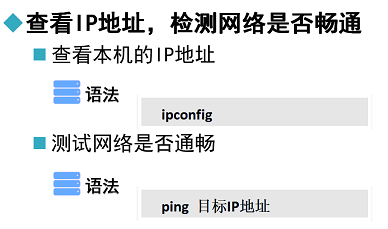 查看IP地址，检测网络是否畅通
查看本机的IP地址
语法
ipconfig
测试网络是否通畅
语法
ping 目标IP地址